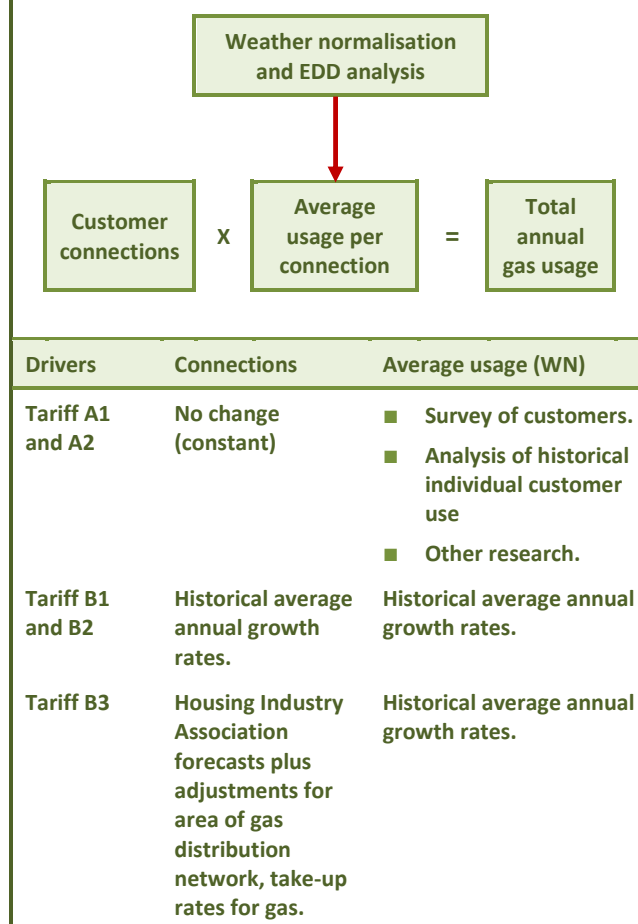 Weather normalisation
and EDD analysis
Customer
connections
X
Average
usage per
connection
=
Total
annual
gas usage
Drivers Connections Average usage (WN)
Tariff A1
and A2
No change
(constant)
■ Survey of customers.
■ Analysis of historical
individual customer
use
■ Other research.
Tariff B1
and B2
Historical average
annual growth
rates.
Historical average annual
growth rates.
Tariff B3
Housing Industry
Association
forecasts plus
adjustments for
area of gas
distribution
network, take-up
rates for gas.
Historical average annual
growth rates.